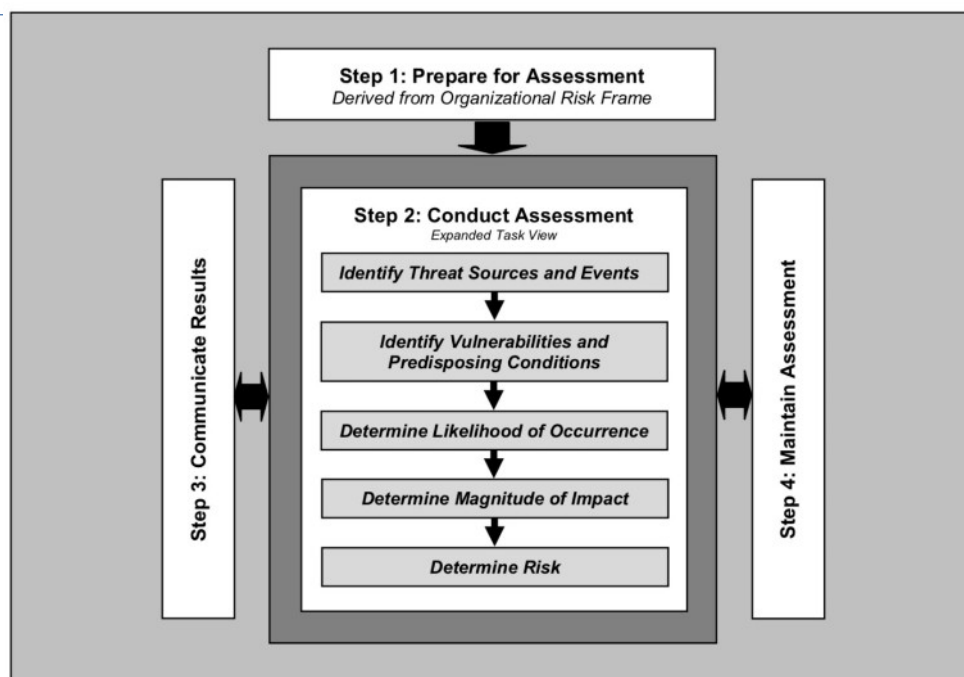 Step 1: Prepare for Assessment
Derived from Organizational Risk Frame
Step 2: Conduct Assessment
Expanded Task View
Identify Threat Sources and Events
Identify Vulnerabilities and
Predisposing Conditions
Determine Likelihood of Occurrence
Determine Magnitude of Impact
Determine Risk
Step 3: Communicate Results
Step 4: Maintain Assessment